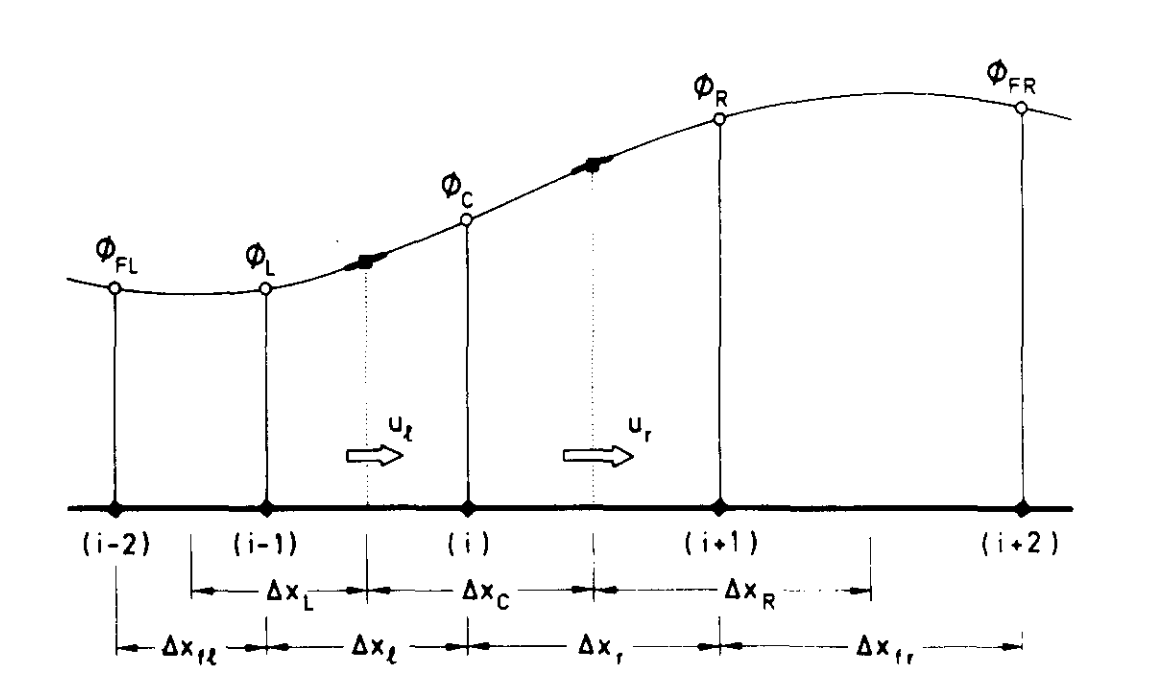 ϕ_FR
ϕ_R
ϕ_C
ϕ_FL ϕ_L
u_ℓ u_r
(i-2) (i-1) (i) (i+1) (i+2)
Δx_L Δx_C Δx_R
Δx_fℓ Δx_ℓ Δx_r Δx_fr